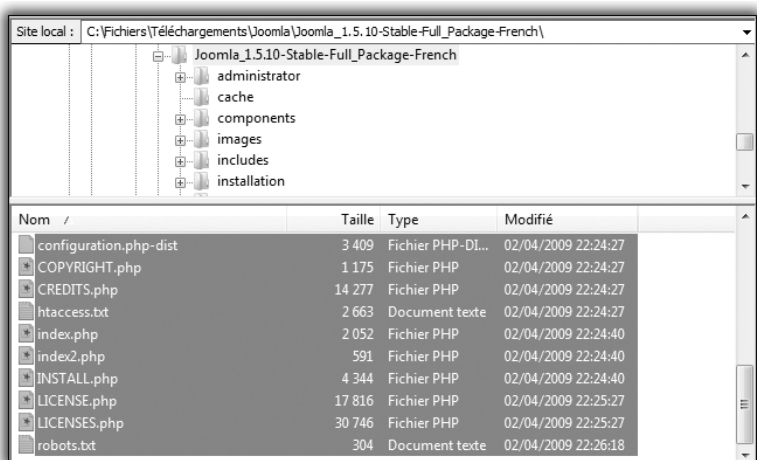 Site local : C:\Fichiers\Téléchargements\Joomla\Joomla_1.5.10-Stable-Full_Package-French\
Joomla_1.5.10-Stable-Full_Package-French
administrator
cache
components
images
includes
installation
Nom Taille Type Modifié
configuration.php-dist 3 409 Fichier PHP-DI... 02/04/2009 22:24:27
COPYRIGHT.php 1 175 Fichier PHP 02/04/2009 22:24:27
CREDITS.php 14 277 Fichier PHP 02/04/2009 22:24:27
htaccess.txt 2 663 Document texte 02/04/2009 22:24:27
index.php 2 052 Fichier PHP 02/04/2009 22:24:40
index2.php 591 Fichier PHP 02/04/2009 22:24:40
INSTALL.php 4 344 Fichier PHP 02/04/2009 22:24:40
LICENSE.php 17 816 Fichier PHP 02/04/2009 22:25:27
LICENSES.php 30 746 Fichier PHP 02/04/2009 22:25:27
robots.txt 304 Document texte 02/04/2009 22:26:18